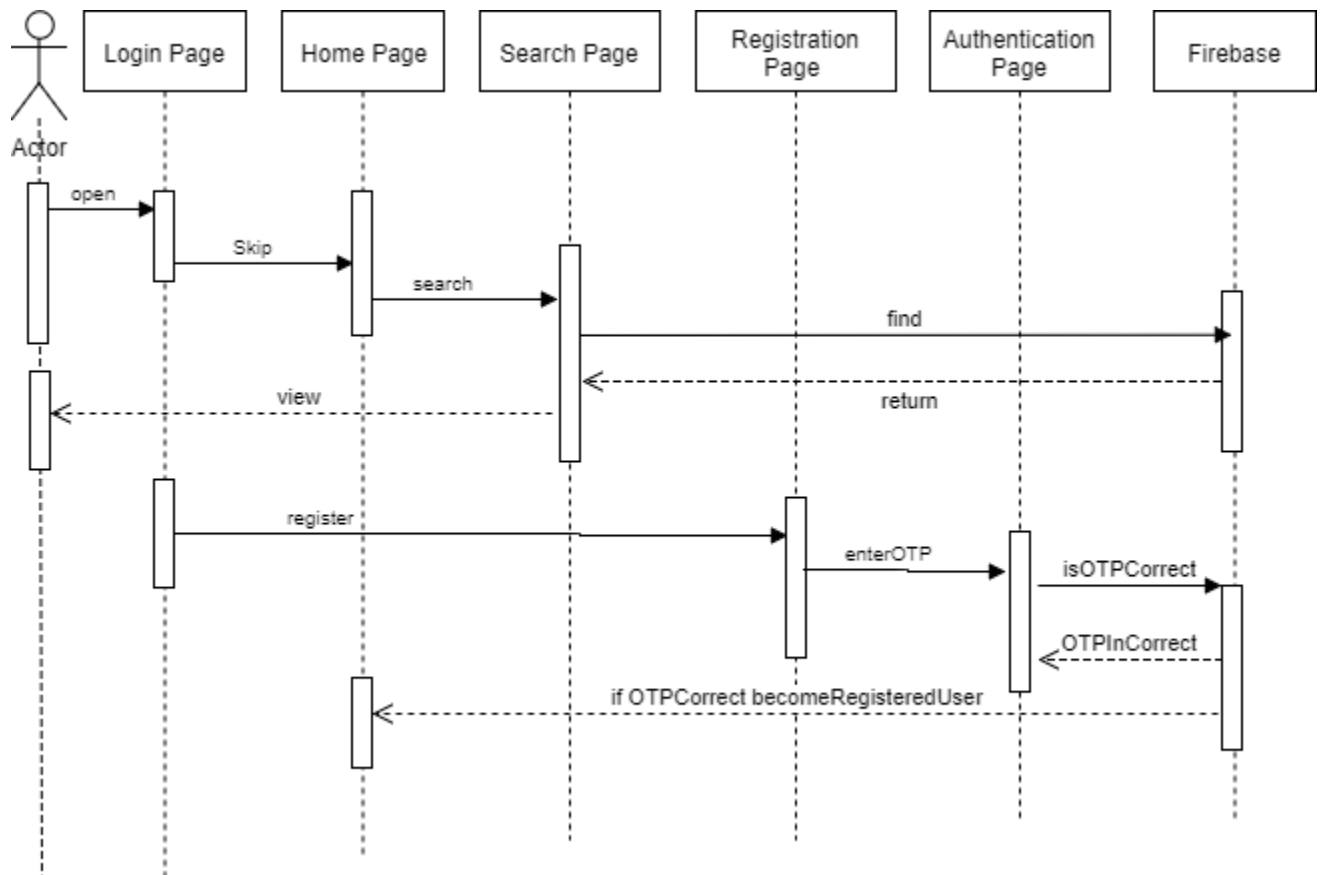 Login Page
Home Page
Search Page
Registration
Page
Authentication
Page
Firebase
Actor
open
Skip
search
find
return
view
register
enterOTP
isOTPCorrect
OTPInCorrect
if OTPCorrect becomeRegisteredUser